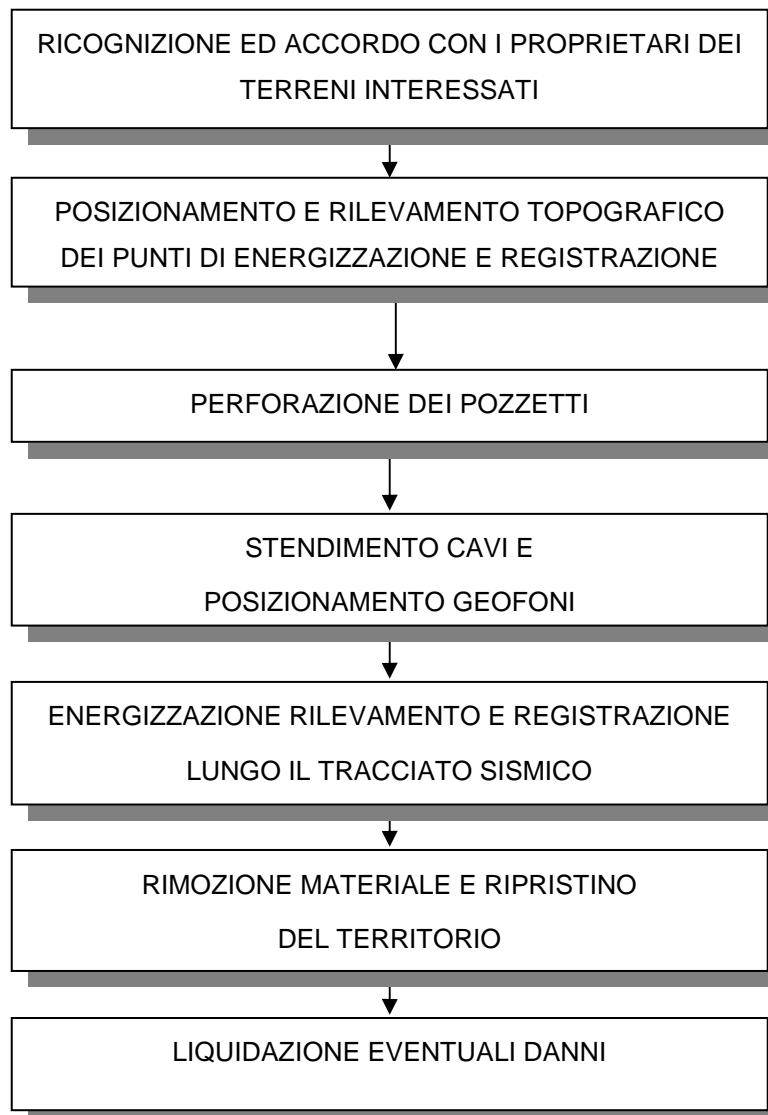 RICOGNIZIONE ED ACCORDO CON I PROPRIETARI DEI
TERRENI INTERESSATI
POSIZIONAMENTO E RILEVAMENTO TOPOGRAFICO
DEI PUNTI DI ENERGIZZAZIONE E REGISTRAZIONE
PERFORAZIONE DEI POZZETTI
STENDIMENTO CAVI E
POSIZIONAMENTO GEOFONI
ENERGIZZAZIONE RILEVAMENTO E REGISTRAZIONE
LUNGO IL TRACCIATO SISMICO
RIMOZIONE MATERIALE E RIPRISTINO
DEL TERRITORIO
LIQUIDAZIONE EVENTUALI DANNI